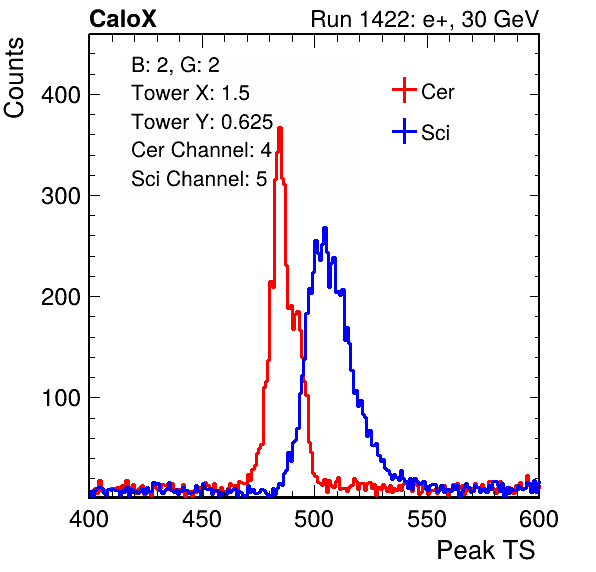 CaloX Run 1422: e+, 30 GeV
Counts
B: 2, G: 2
Tower X: 1.5
Tower Y: 0.625
Cer Channel: 4
Sci Channel: 5
Cer
Sci
400
300
200
100
400 450 500 550 600
Peak TS